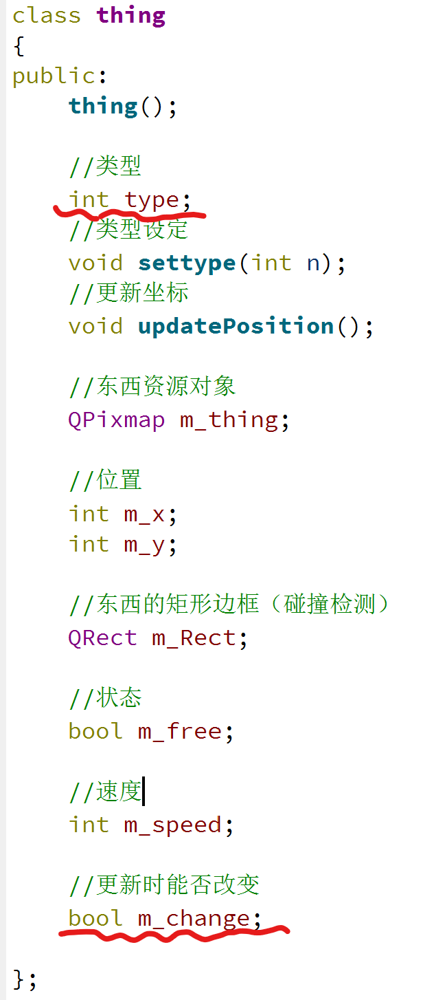 class thing
{
public:
thing();
//类型
int type;
//类型设定
void settype(int n);
//更新坐标
void updatePosition();
//东西资源对象
QPixmap m_thing;
//位置
int m_x;
int m_y;
//东西的矩形边框（碰撞检测）
QRect m_Rect;
//状态
bool m_free;
//速度
int m_speed;
//更新时能否改变
bool m_change;
};